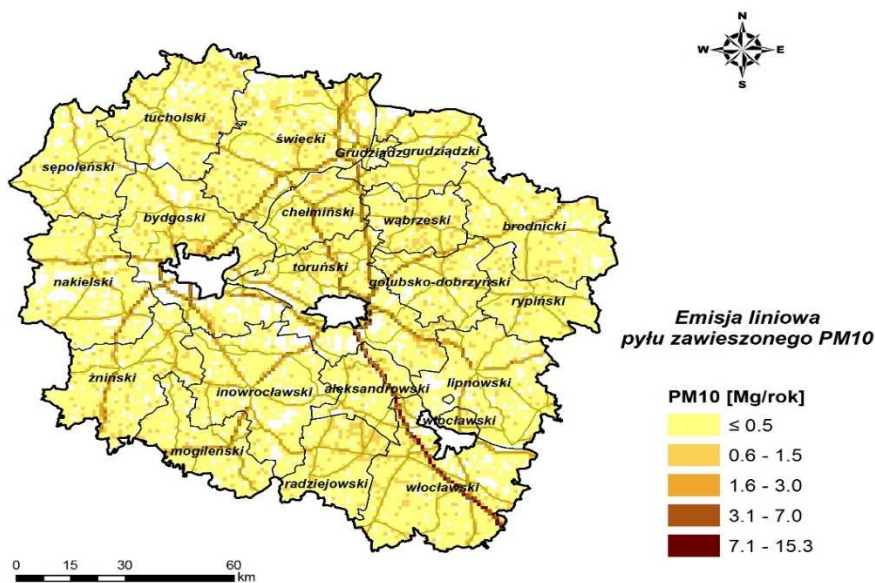 N
W E
S
tucholski
świecki
Grudziądz grudziądzki
sępoleński
bydgoski
chełmiński
wąbrzeski
brodnicki
toruński
nakielski
golubsko-dobrzyński
rypiński
Emisja liniowa
pyłu zawieszonego PM10
żniński
inowrocławski
aleksandrowski
lipnowski
PM10 [Mg/rok]
≤ 0.5
włocławski
0.6 - 1.5
mogileński
radziejowski
włocławski
1.6 - 3.0
3.1 - 7.0
7.1 - 15.3
0 15 30 60
km